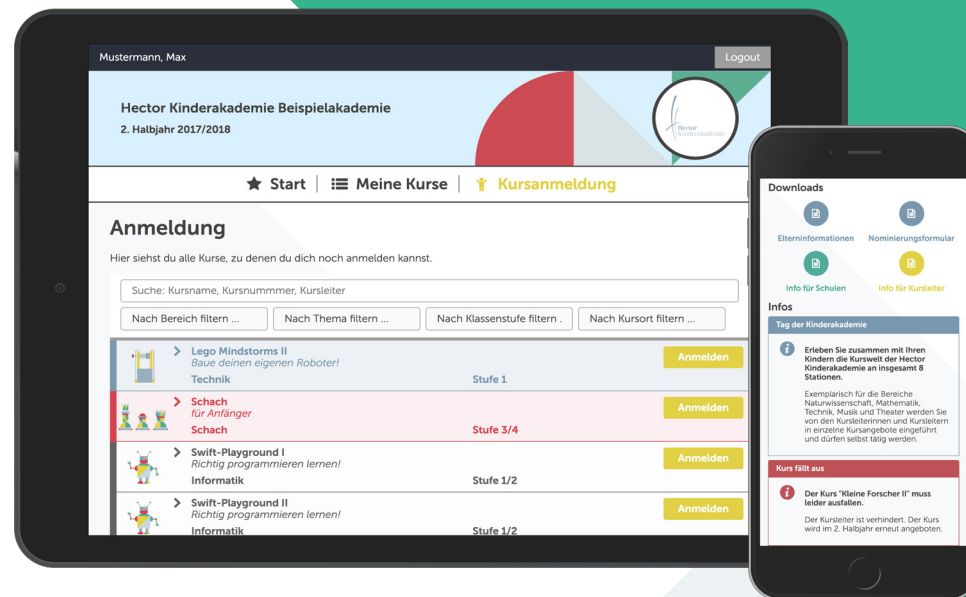 Mustermann, Max
Logout
Hector Kinderakademie Beispielakademie
2. Halbjahr 2017/2018
Hector
Kinderakademie
Start
Meine Kurse
Kursanmeldung
Anmeldung
Hier siehst du alle Kurse, zu denen du dich noch anmelden kannst.
Suche: Kursname, Kursnummmer, Kursleiter
Nach Bereich filtern ...
Nach Thema filtern ...
Nach Klassenstufe filtern .
Nach Kursort filtern ...
Lego Mindstorms II
Baue deinen eigenen Roboter!
Technik
Stufe 1
Anmelden
Schach
für Anfänger
Schach
Stufe 3/4
Anmelden
Swift-Playground I
Richtig programmieren lernen!
Informatik
Stufe 1/2
Anmelden
Swift-Playground II
Richtig programmieren lernen!
Informatik
Stufe 1/2
Anmelden
Downloads
Elterninformationen
Nominierungsformular
Info für Schulen
Info für Kursleiter
Infos
Tag der Kinderakademie
Erleben Sie zusammen mit Ihren
Kindern die Kurswelt der Hector
Kinderakademie an insgesamt 8
Stationen.
Exemplarisch für die Bereiche
Naturwissenschaft, Mathematik,
Technik, Musik und Theater werden Sie
von den Kursleiterinnen und Kursleitern
in einzelne Kursangebote eingeführt
und dürfen selbst tätig werden.
Kurs fällt aus
Der Kurs "Kleine Forscher II" muss
leider ausfallen.
Der Kursleiter ist verhindert. Der Kurs
wird im 2. Halbjahr erneut angeboten.